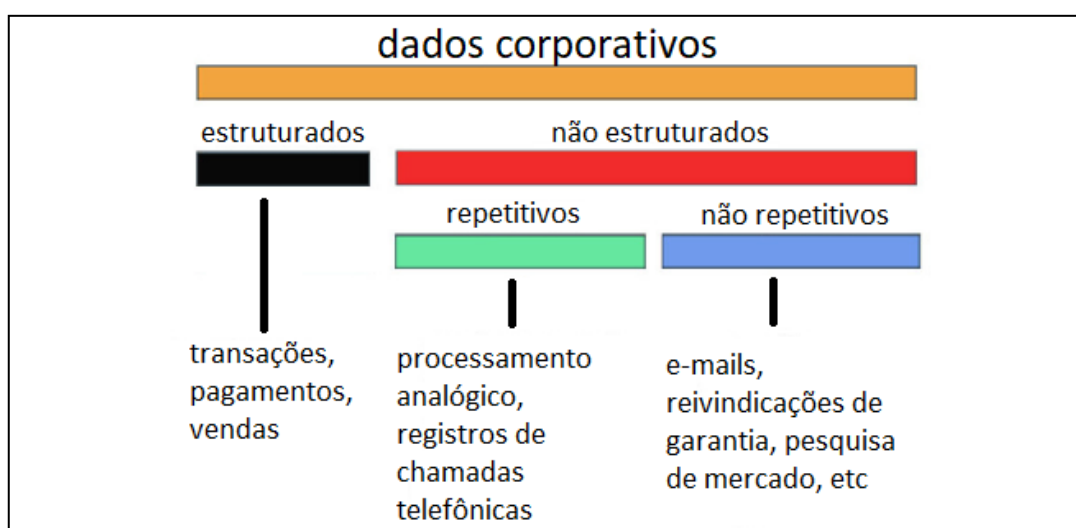 dados corporativos
estruturados
não estruturados
repetitivos
não repetitivos
transações,
pagamentos,
vendas
processamento
analógico,
registros de
chamadas
telefônicas
e-mails,
reivindicações de
garantia, pesquisa
de mercado, etc